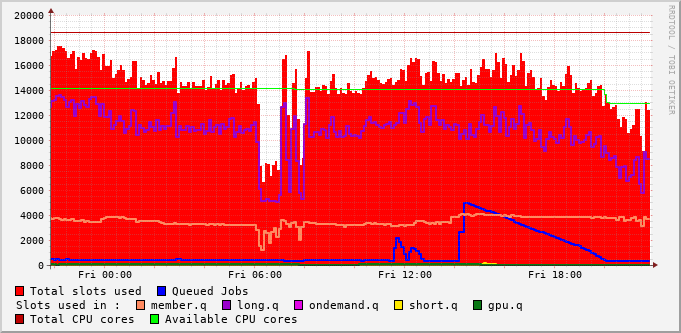 20000
18000
16000
14000
12000
10000
8000
6000
4000
2000
0
Fri 00:00 Fri 06:00 Fri 12:00 Fri 18:00
Total slots used Queued Jobs
Slots used in : member.q long.q ondemand.q short.q gpu.q
Total CPU cores Available CPU cores
RRDTOOL / TOBI OETIKER